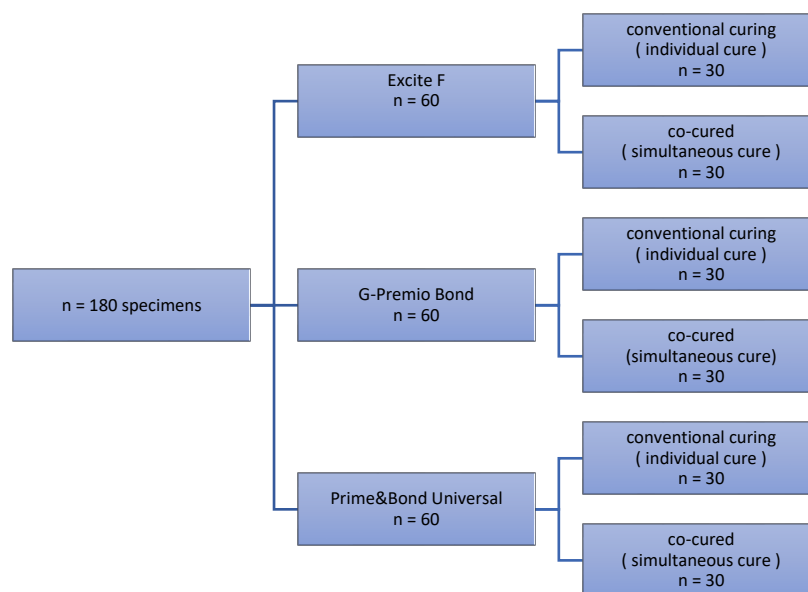 n = 180 specimens
Excite F
n = 60
conventional curing
( individual cure )
n = 30
co-cured
( simultaneous cure )
n = 30
G-Premio Bond
n = 60
conventional curing
( individual cure )
n = 30
co-cured
(simultaneous cure)
n = 30
Prime&Bond Universal
n = 60
conventional curing
( individual cure )
n = 30
co-cured
( simultaneous cure )
n = 30